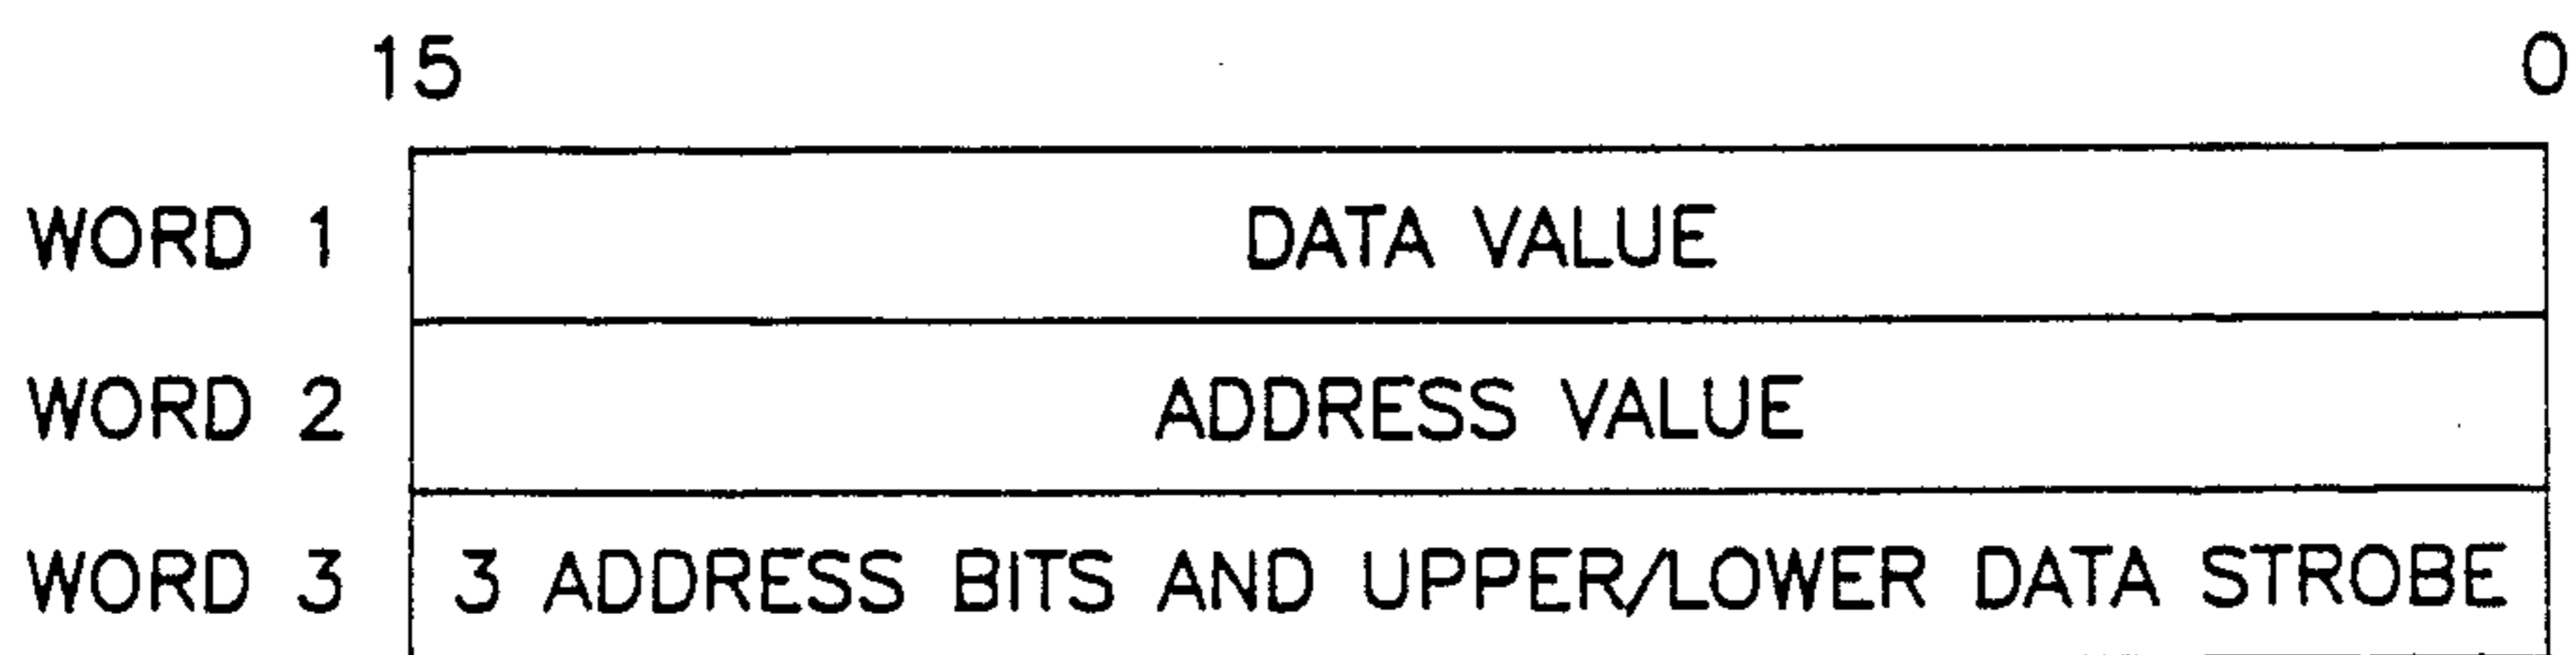 15 0
WORD 1 DATA VALUE
WORD 2 ADDRESS VALUE
WORD 3 3 ADDRESS BITS AND UPPER/LOWER DATA STROBE